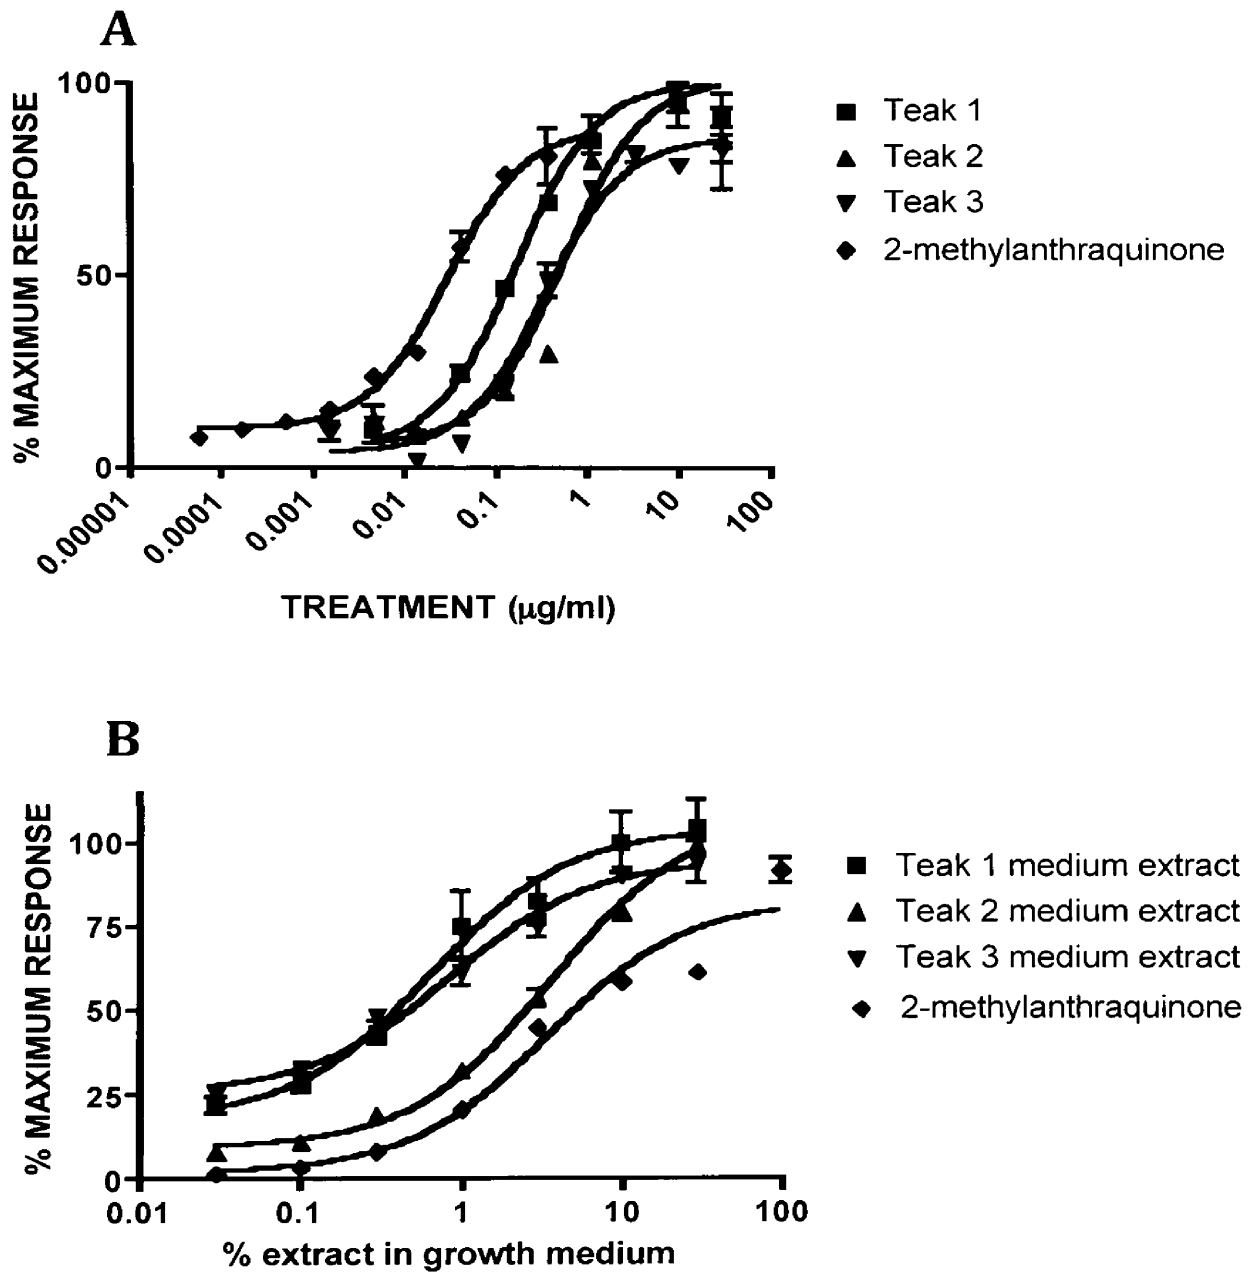 A
% MAXIMUM RESPONSE
100
50
0
0.00001
0.0001
0.001
0.01
0.1
1
10
100
TREATMENT (μg/ml)
Teak 1
Teak 2
Teak 3
2-methylanthraquinone
B
% MAXIMUM RESPONSE
100
75
50
25
0
0.01
0.1
1
10
100
% extract in growth medium
Teak 1 medium extract
Teak 2 medium extract
Teak 3 medium extract
2-methylanthraquinone